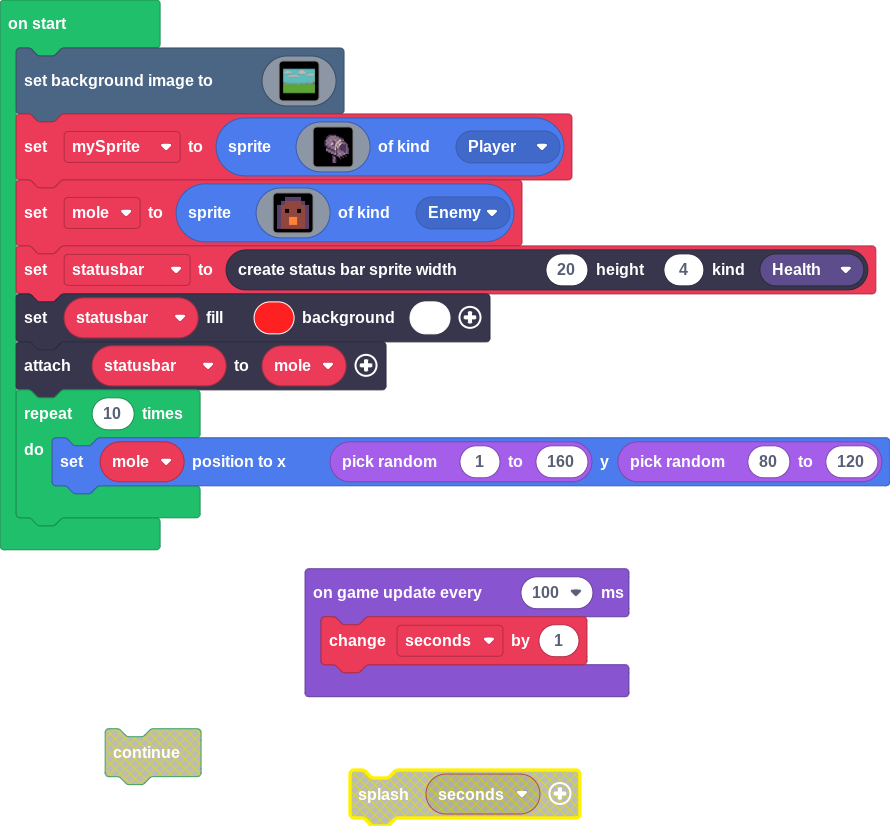 on start
set background image to
set mySprite to sprite of kind Player
set mole to sprite of kind Enemy
set statusbar to create status bar sprite width 20 height 4 kind Health
set statusbar fill background
attach statusbar to mole
repeat 10 times
do
set mole position to x pick random 1 to 160 y pick random 80 to 120
on game update every 100 ms
change seconds by 1
continue
splash seconds